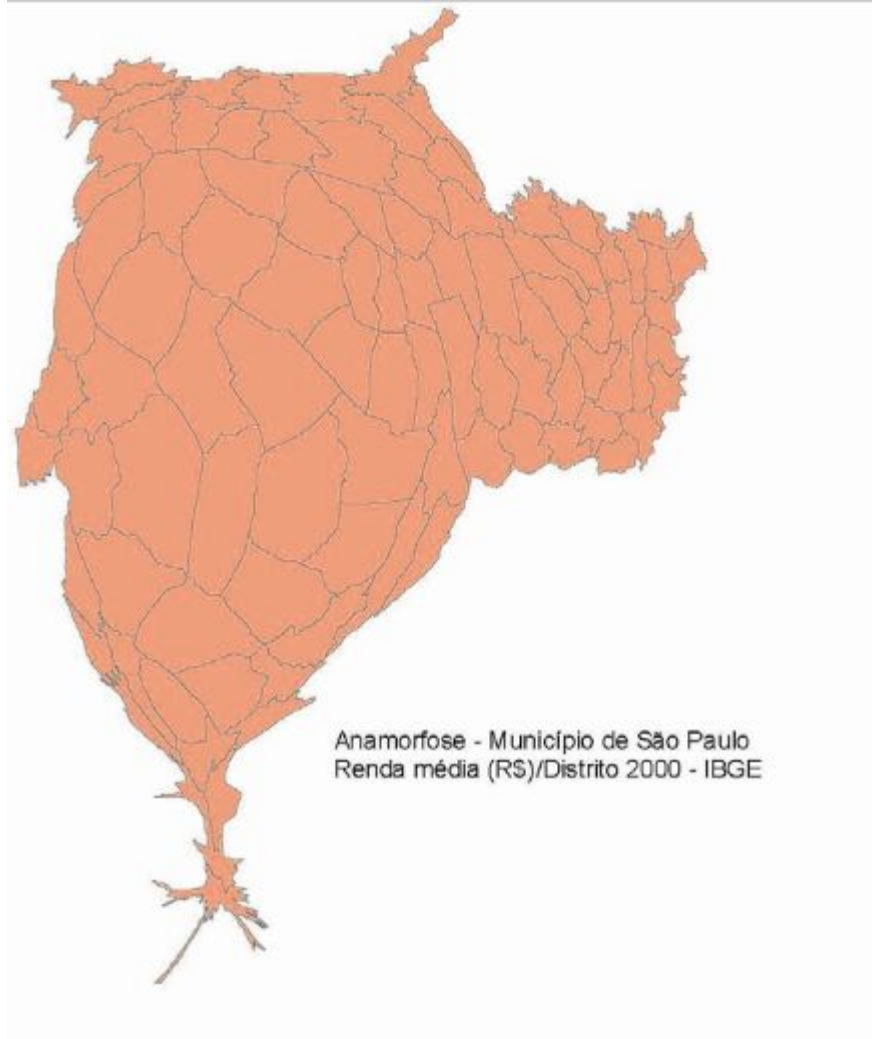 Anamorfose - Município de São Paulo
Renda média (R$)/Distrito 2000 - IBGE